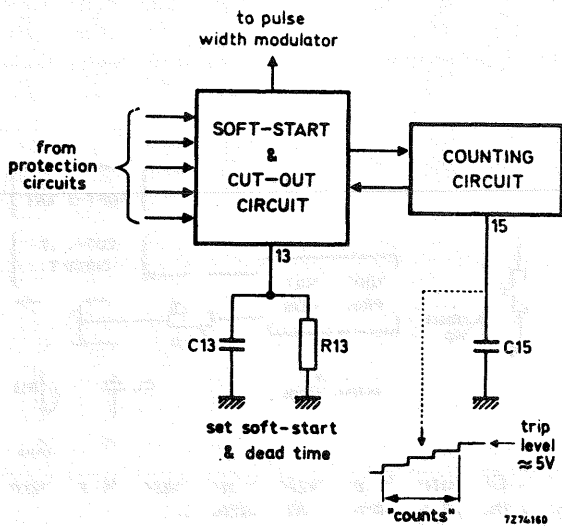 to pulse
width modulator
from
protection
circuits
SOFT-START
&
CUT-OUT
CIRCUIT
COUNTING
CIRCUIT
13
15
C13
R13
C15
set soft-start
& dead time
trip
level
≈ 5V
"counts"
7Z74160